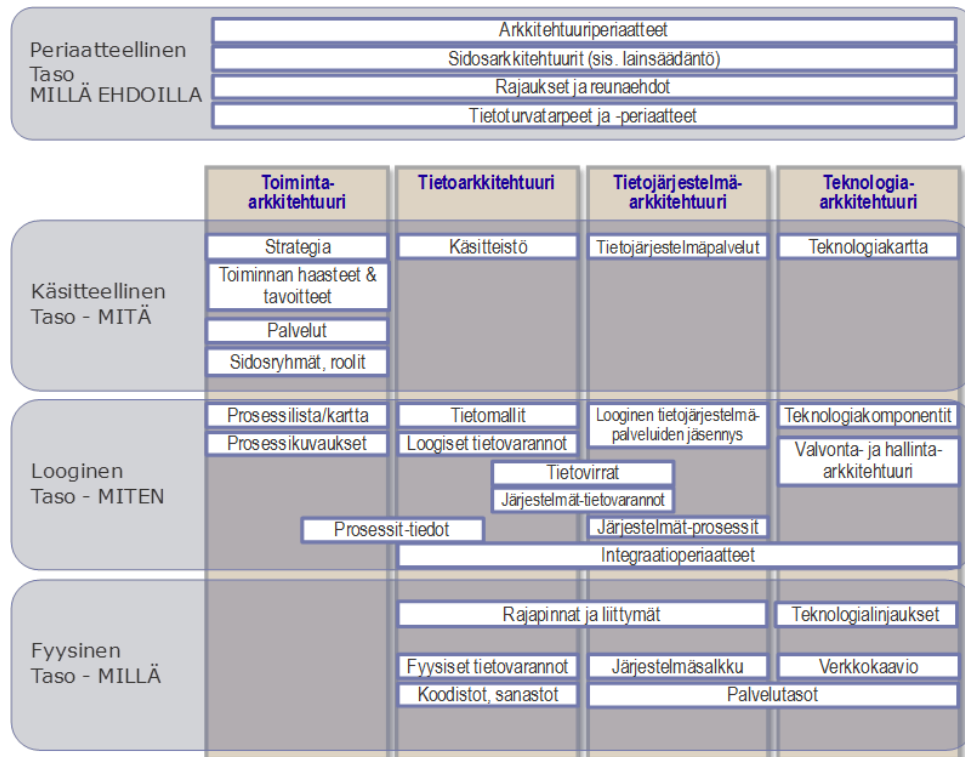 Periaatteellinen
Taso
MILLÄ EHDOILLA
Arkkitehtuuriperiaatteet
Sidosarkkitehtuurit (sis. lainsäädäntö)
Rajaukset ja reunaehdot
Tietoturvatarpeet ja -periaatteet
Toiminta-
arkkitehtuuri
Tietoarkkitehtuuri
Tietojärjestelmä-
arkkitehtuuri
Teknologia-
arkkitehtuuri
Käsitteellinen
Taso - MITÄ
Strategia
Käsitteistö
Tietojärjestelmäpalvelut
Teknologiakartta
Toiminnan haasteet &
tavoitteet
Palvelut
Sidosryhmät, roolit
Looginen
Taso - MITEN
Prosessilista/kartta
Tietomallit
Looginen tietojärjestelmä-
palveluiden jäsennys
Teknologiakomponentit
Prosessikuvaukset
Loogiset tietovarannot
Valvonta- ja hallinta-
arkkitehtuuri
Tietovirrat
Järjestelmät-tietovarannot
Prosessit-tiedot
Järjestelmät-prosessit
Integraatioperiaatteet
Fyysinen
Taso - MILLÄ
Rajapinnat ja liittymät
Teknologialinjaukset
Fyysiset tietovarannot
Järjestelmäsalkku
Verkkokaavio
Koodistot, sanastot
Palvelutasot